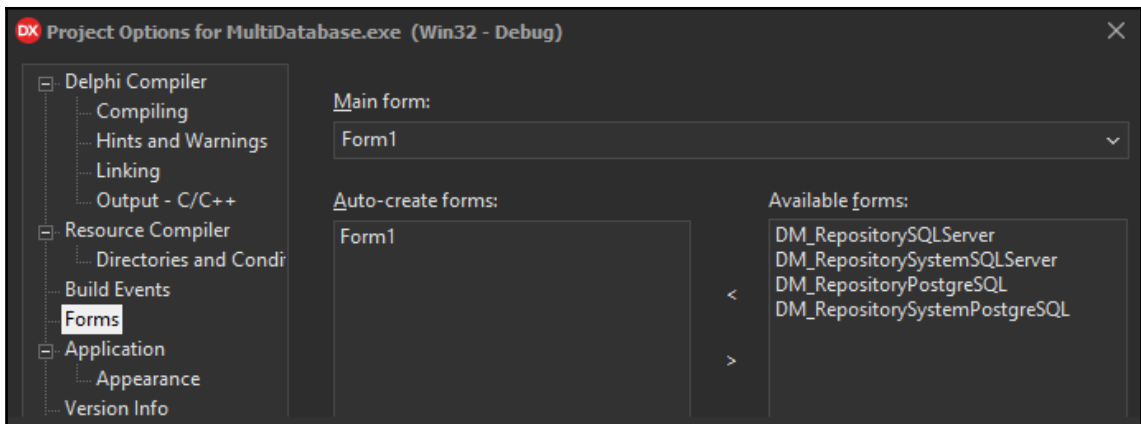 DX Project Options for MultiDatabase.exe (Win32 - Debug)
Delphi Compiler
Compiling
Hints and Warnings
Linking
Output - C/C++
Resource Compiler
Directories and Condi
Build Events
Forms
Application
Appearance
Version Info
Main form:
Form1
Auto-create forms:
Form1
<
>
Available forms:
DM_RepositorySQLServer
DM_RepositorySystemSQLServer
DM_RepositoryPostgreSQL
DM_RepositorySystemPostgreSQL